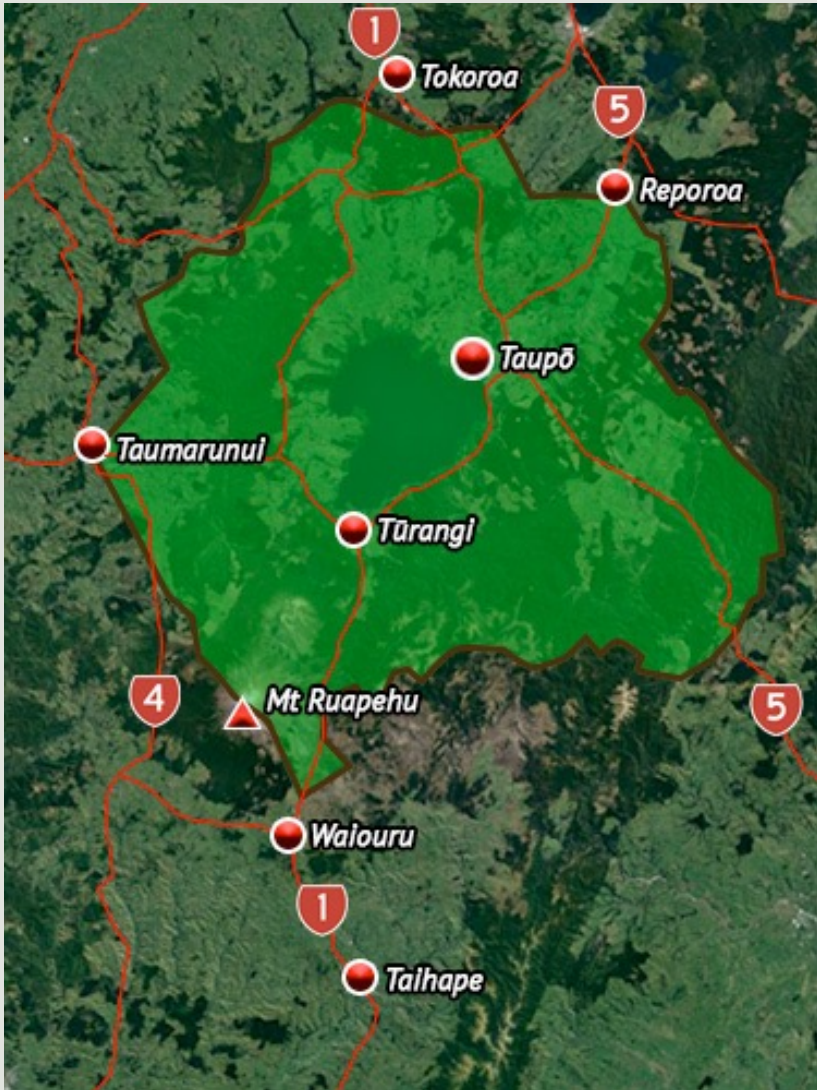 1
Tokoroa
5
Reporoa
Taupō
Taumarunui
Tūrangi
4
Mt Ruapehu
5
Waiouru
1
Taihape